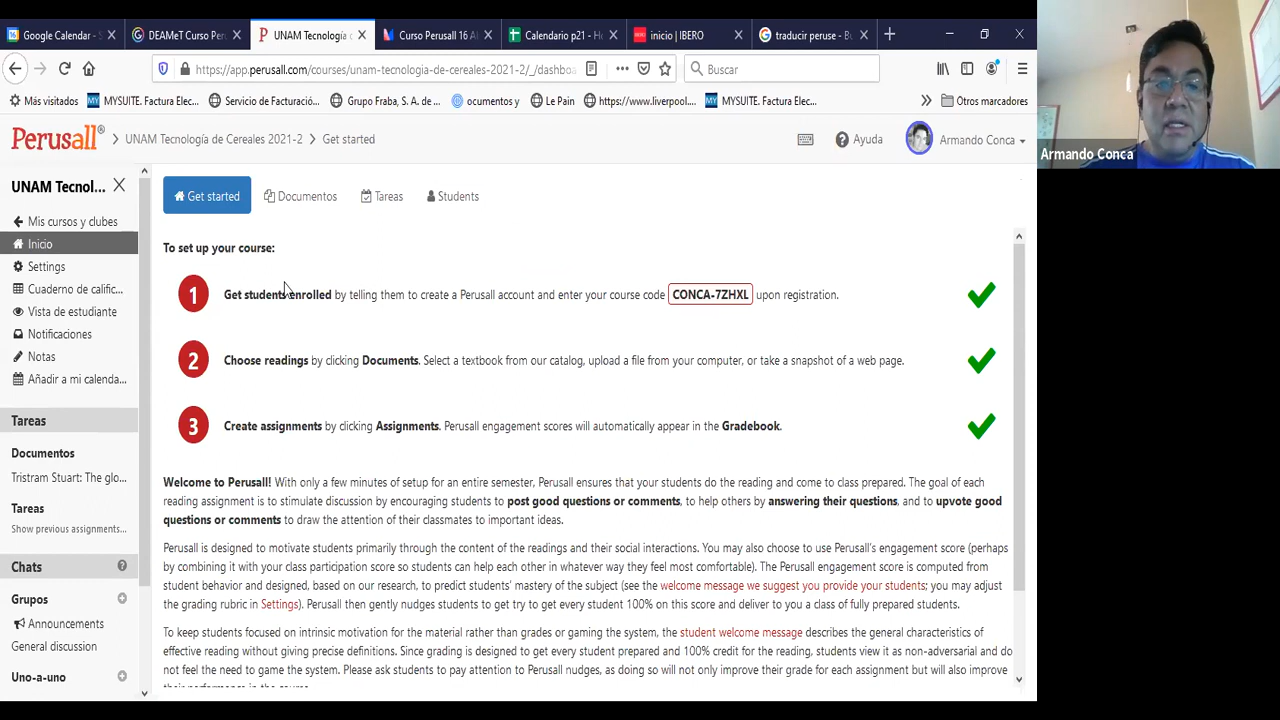 Google Calendar - S
DEAMeT Curso Per
UNAM Tecnología d
Curso Perusall 16 A
Calendario p21 - Ho
inicio | IBERO
traducir peruse - Bu
https://app.perusall.com/courses/unam-tecnologia-de-cereales-2021-2/_/dashboa
Buscar
Más visitados
MYSUITE. Factura Elec...
Servicio de Facturació...
Grupo Fraba, S. A. de ...
ocumentos y
Le Pain
https://www.liverpool....
MYSUITE. Factura Elec...
Otros marcadores
Perusall®
UNAM Tecnología de Cereales 2021-2
Get started
Ayuda
Armando Conca
Armando Conca
UNAM Tecnol...
Get started
Documentos
Tareas
Students
Mis cursos y clubes
Inicio
Settings
Cuaderno de calific...
Vista de estudiante
Notificaciones
Notas
Añadir a mi calenda...
Tareas
Documentos
Tristram Stuart: The glo...
Tareas
Show previous assignments...
Chats
Grupos
Announcements
General discussion
Uno-a-uno
To set up your course:
1 Get students enrolled by telling them to create a Perusall account and enter your course code CONCA-7ZHXL upon registration.
2 Choose readings by clicking Documents. Select a textbook from our catalog, upload a file from your computer, or take a snapshot of a web page.
3 Create assignments by clicking Assignments. Perusall engagement scores will automatically appear in the Gradebook.
Welcome to Perusall! With only a few minutes of setup for an entire semester, Perusall ensures that your students do the reading and come to class prepared. The goal of each
reading assignment is to stimulate discussion by encouraging students to post good questions or comments, to help others by answering their questions, and to upvote good
questions or comments to draw the attention of their classmates to important ideas.
Perusall is designed to motivate students primarily through the content of the readings and their social interactions. You may also choose to use Perusall's engagement score (perhaps
by combining it with your class participation score so students can help each other in whatever way they feel most comfortable). The Perusall engagement score is computed from
student behavior and designed, based on our research, to predict students' mastery of the subject (see the welcome message we suggest you provide your students; you may adjust
the grading rubric in Settings). Perusall then gently nudges students to get try to get every student 100% on this score and deliver to you a class of fully prepared students.
To keep students focused on intrinsic motivation for the material rather than grades or gaming the system, the student welcome message describes the general characteristics of
effective reading without giving precise definitions. Since grading is designed to get every student prepared and 100% credit for the reading, students view it as non-adversarial and do
not feel the need to game the system. Please ask students to pay attention to Perusall nudges, as doing so will not only improve their grade for each assignment but will also improve
their performance in the course.